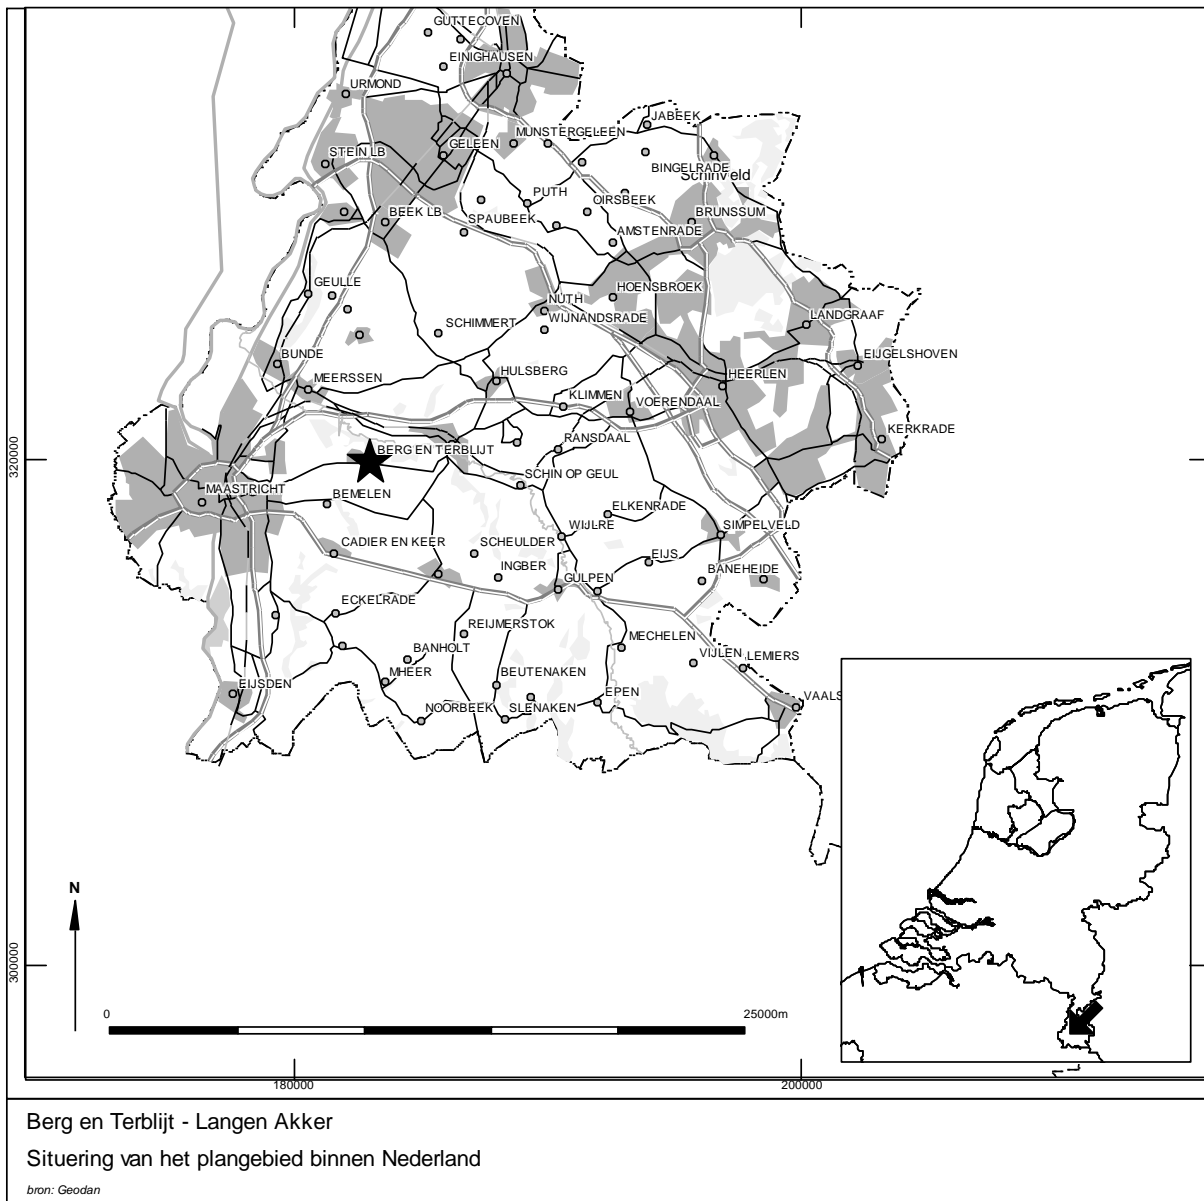 GUTTECOVEN
EINIGHAUSEN
URMOND
JABEEK
MUNSTERGELEEN
GELEEN
STEIN LB
BINGELRADE
Schinveld
PUTH
OIRSBEEK
BEEK LB
SPAUBEEK
BRUNSSUM
AMSTENRADE
GEULLE
HOENSBROEK
NUTH
WIJNANDSRADE
SCHIMMERT
LANDGRAAF
BUNDE
EIJGELSHOVEN
MEERSSEN
HULSBERG
HEERLEN
KLIMMEN
VOERENDAAL
KERKRADE
RANSDAAL
BERG EN TERBLIJT
320000
SCHIN OP GEUL
MAASTRICHT
BEMELEN
ELKENRADE
WIJLRE
SIMPELVELD
CADIER EN KEER
SCHEULDER
EIJS
INGBER
GULPEN
BANEHEIDE
ECKELRADE
REIJMERSTOK
MECHELEN
BANHOLT
VIJLEN
LEMIERS
MHEER
BEUTENAKEN
EIJSDEN
EPEN
VAALS
NOORBEEK
SLENAKEN
N
300000
0
25000m
180000
200000
Berg en Terblijt - Langen Akker
Situering van het plangebied binnen Nederland
bron: Geodan